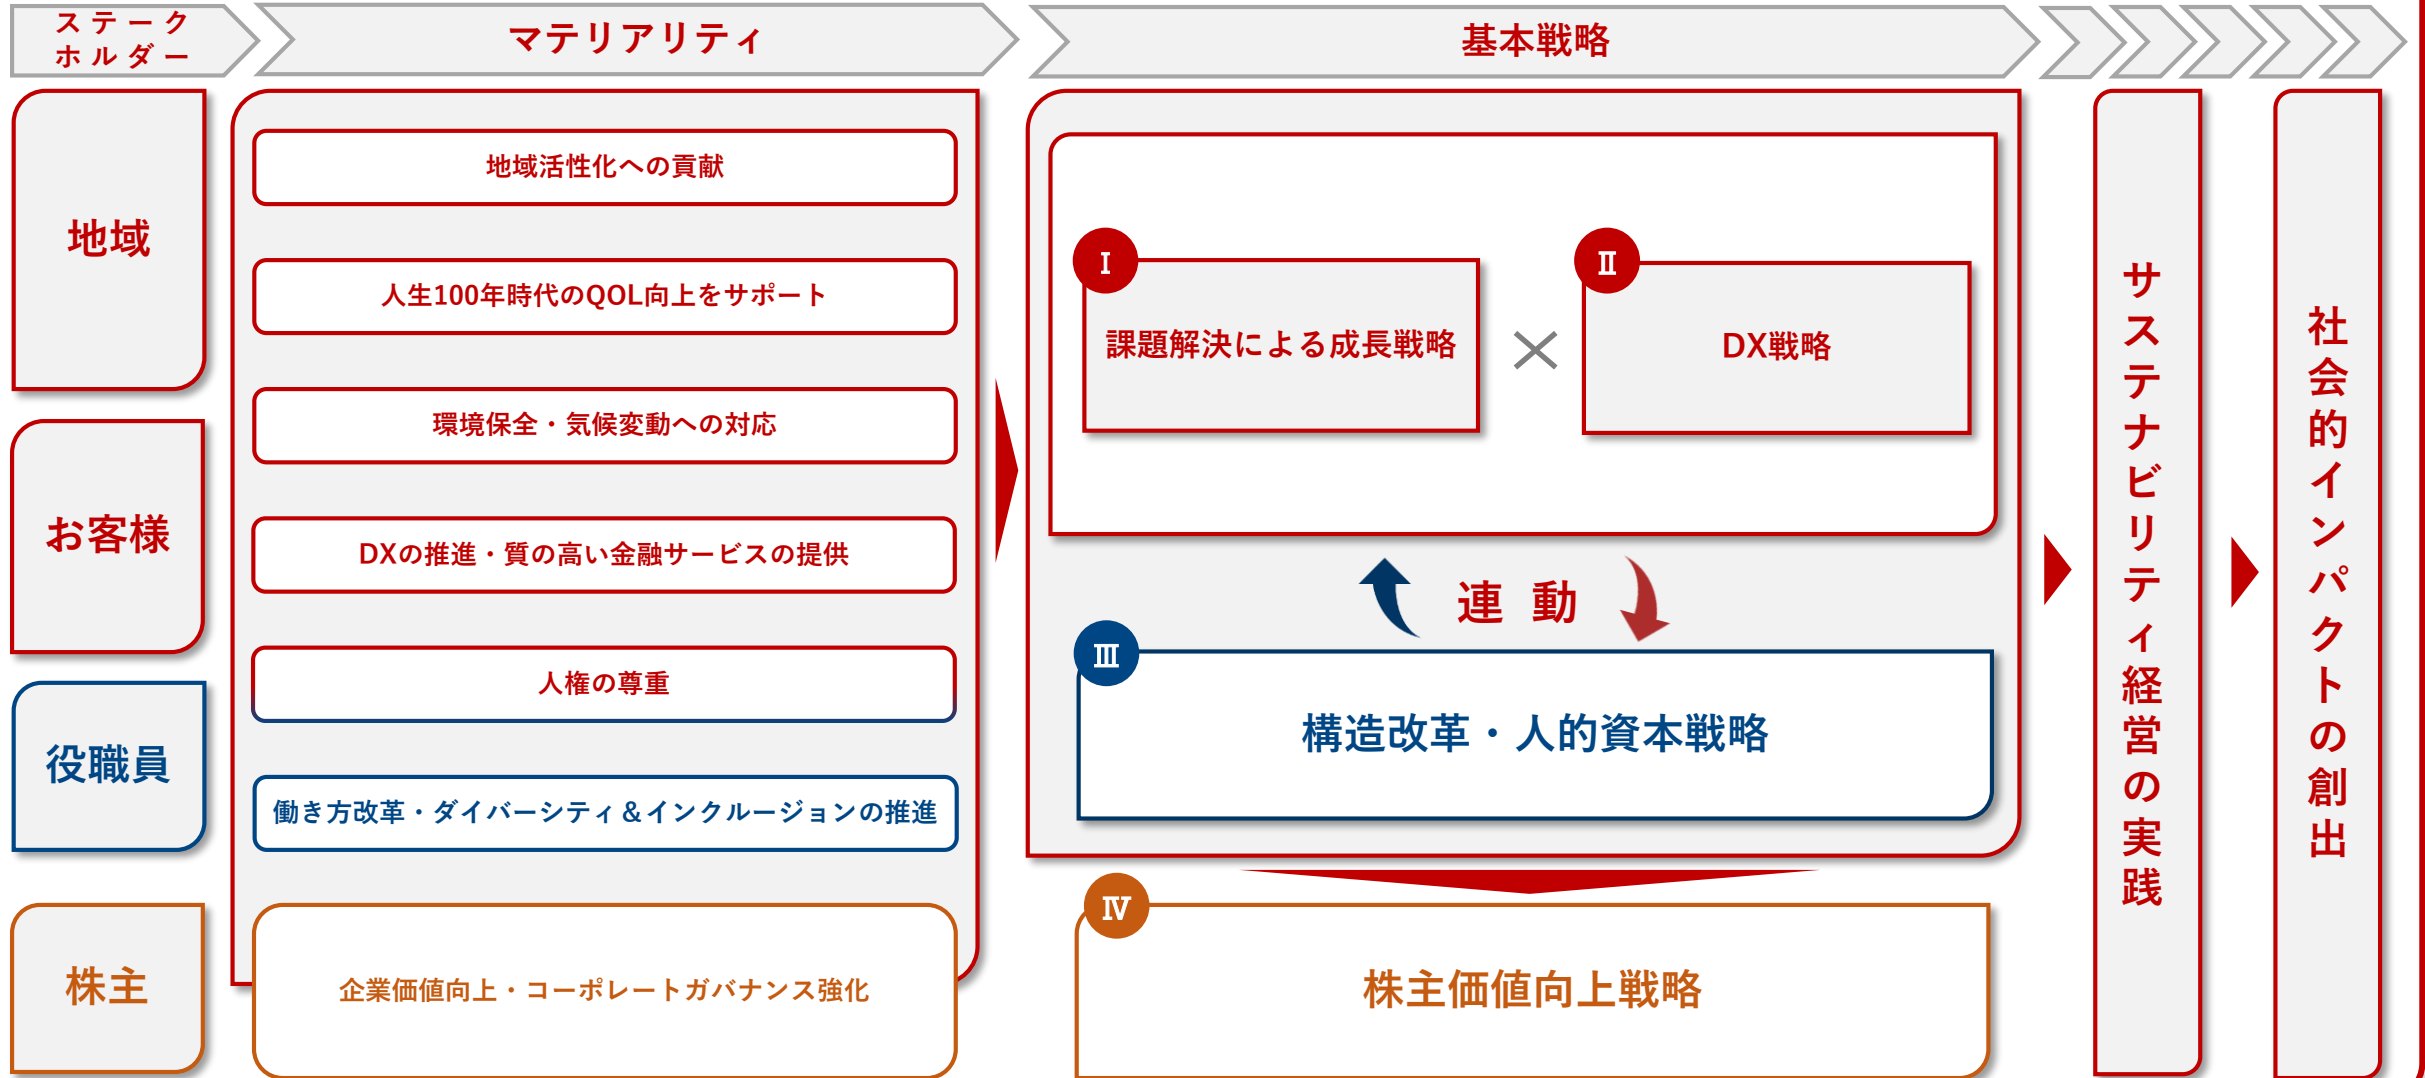 ステーク
ホルダー
マテリアリティ
基本戦略
地域
お客様
役職員
株主
地域活性化への貢献
人生100年時代のQOL向上をサポート
環境保全・気候変動への対応
DXの推進・質の高い金融サービスの提供
人権の尊重
働き方改革・ダイバーシティ＆インクルージョンの推進
企業価値向上・コーポレートガバナンス強化
Ⅰ
課題解決による成長戦略
×
Ⅱ
DX戦略
連動
Ⅲ
構造改革・人的資本戦略
Ⅳ
株主価値向上戦略
サステナビリティ経営の実践
社会的インパクトの創出